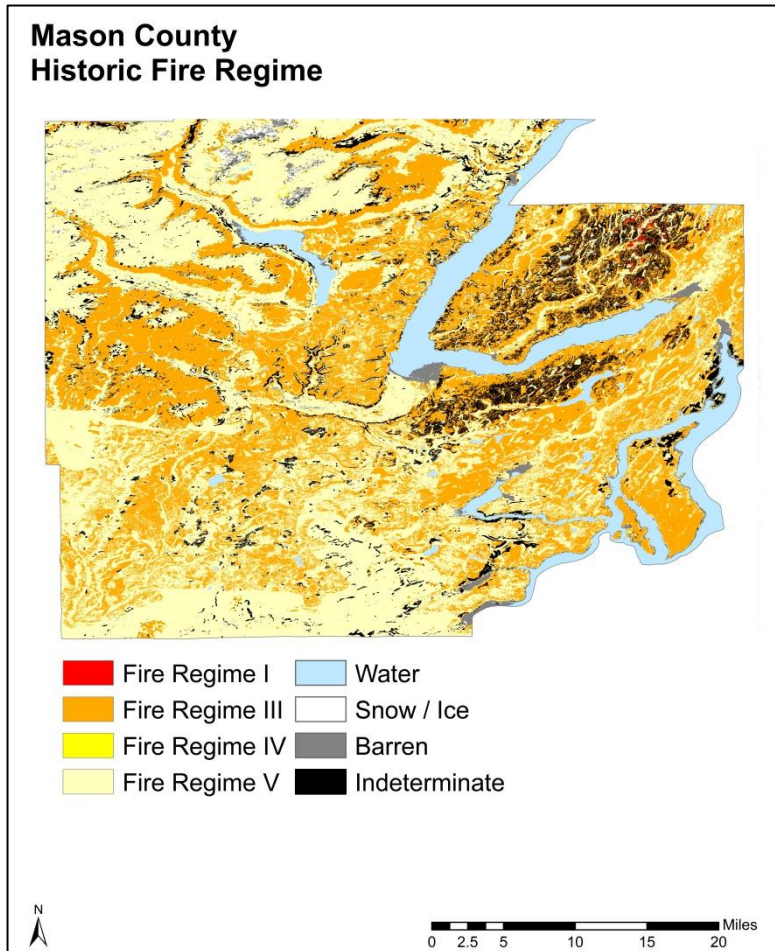 Mason County
Historic Fire Regime
Fire Regime I
Water
Fire Regime III
Snow / Ice
Fire Regime IV
Barren
Fire Regime V
Indeterminate
N
Miles
0 2.5 5 10 15 20